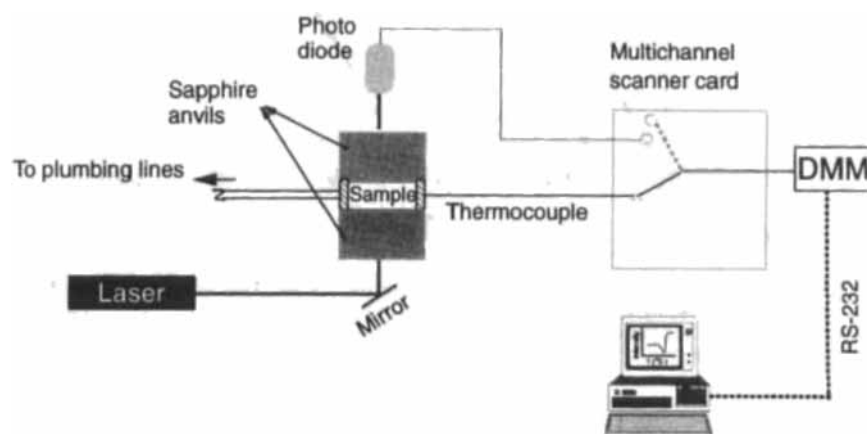 Photo
diode
Multichannel
scanner card
Sapphire
anvils
To plumbing lines
Sample
DMM
Thermocouple
Laser
Mirror
RS-232